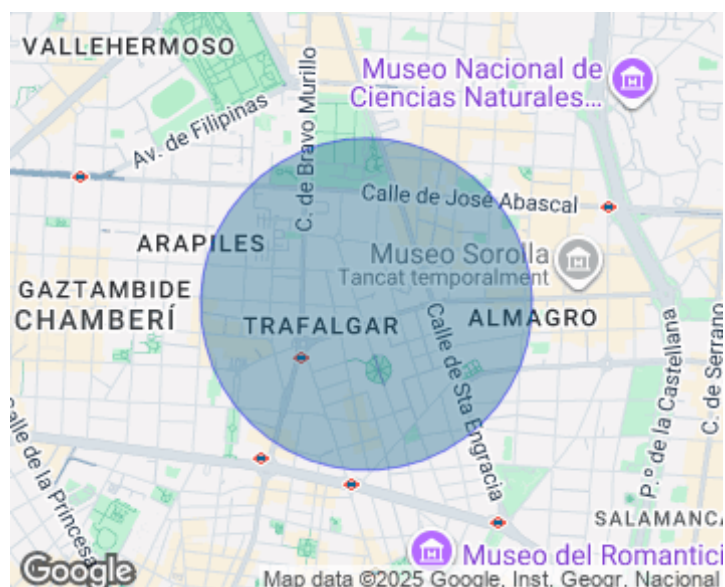 VALLEHERMOSO
Museo Nacional de
Ciencias Naturales...
Av. de Filipinas
C. de Bravo Murillo
Calle de José Abascal
ARAPILES
Museo Sorolla
Tancat temporalment
GAZTAMBIDE
CHAMBERÍ
TRAFALGAR
ALMAGRO
Calle de Sta Engracia
P.º de la Castellana
C. de Serrano
Calle de la Princesa
SALAMANCA
Museo del Romantici
Google
Map data ©2025 Google, Inst. Geogr. Nacional